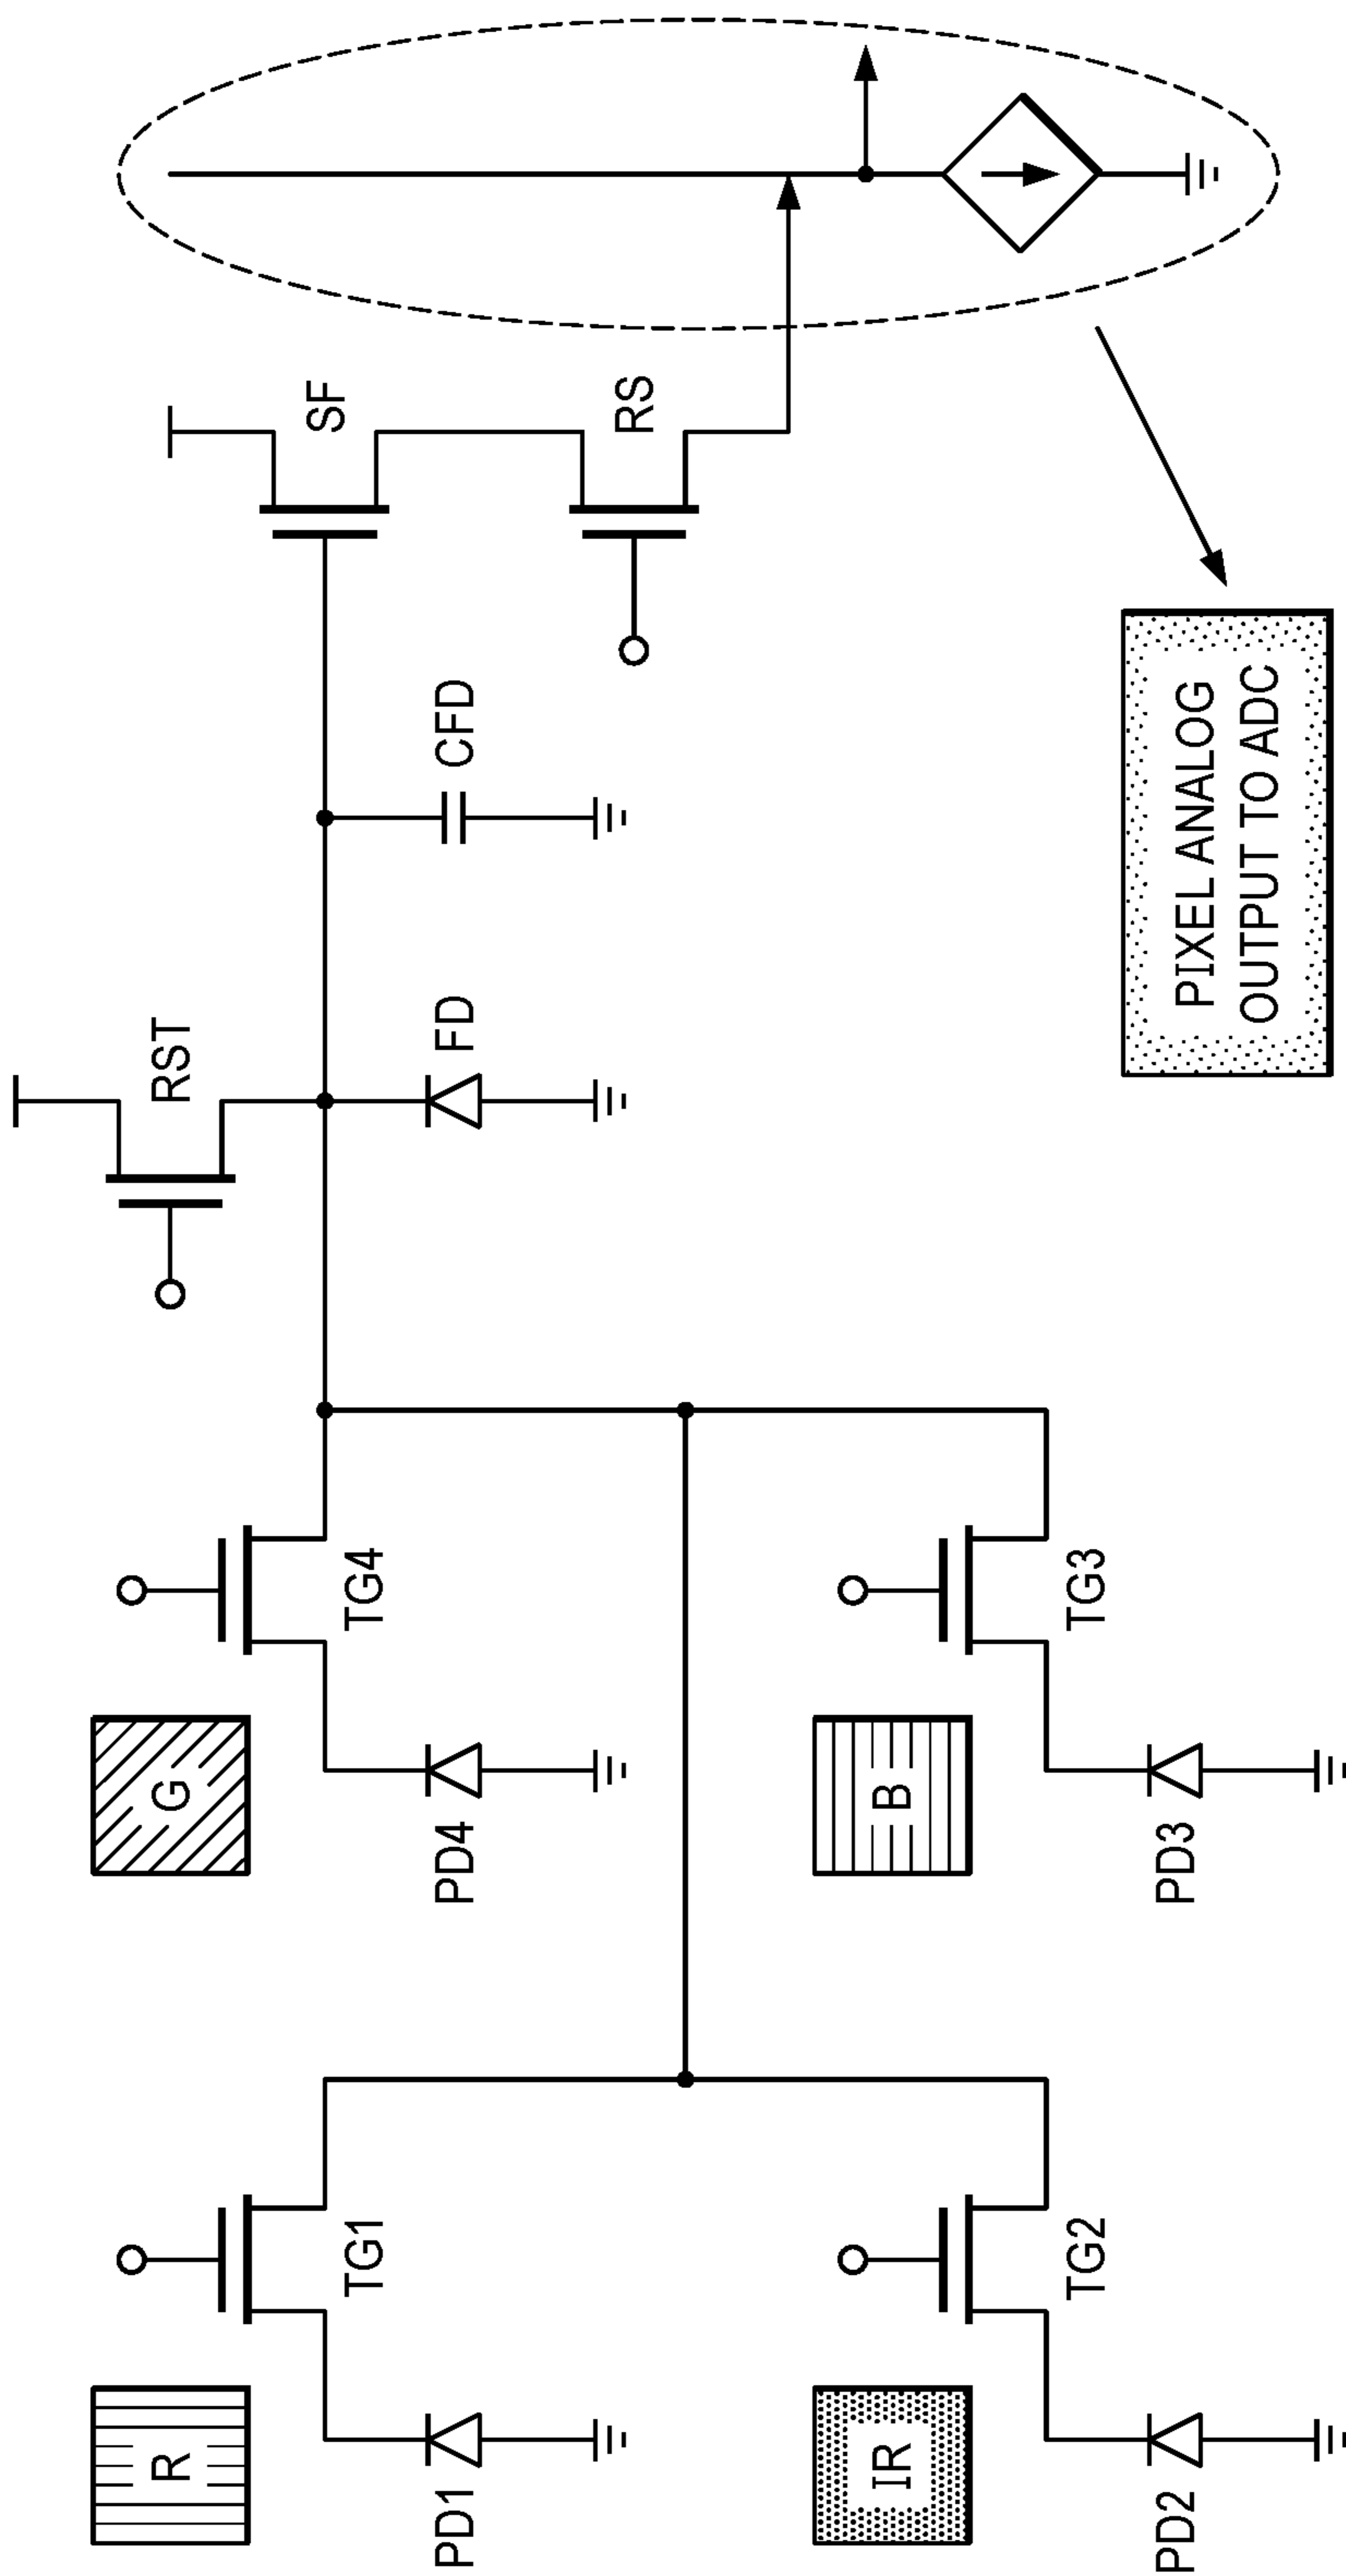 R
PD1
TG1
G
PD4
TG4
RST
FD
CFD
SF
RS
IR
PD2
TG2
B
PD3
TG3
PIXEL ANALOG
OUTPUT TO ADC